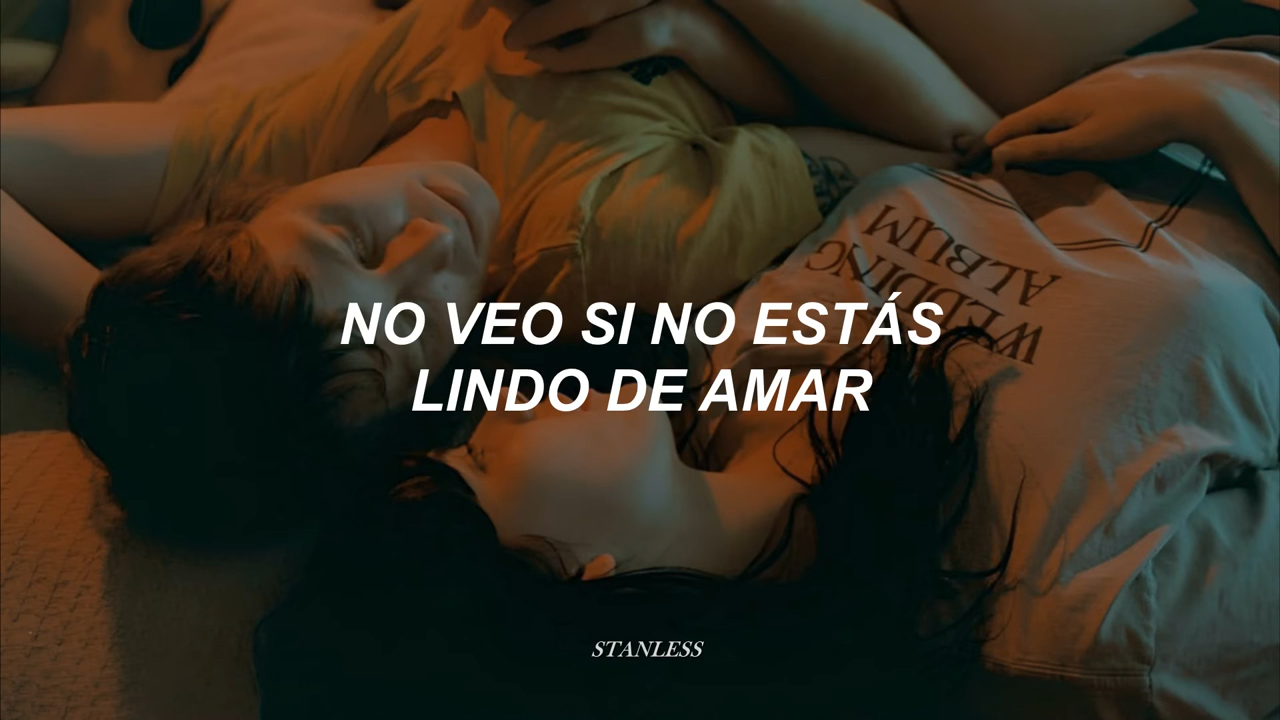 NO VEO SI NO ESTÁS
LINDO DE AMAR
WEDDING
ALBUM
STANLESS